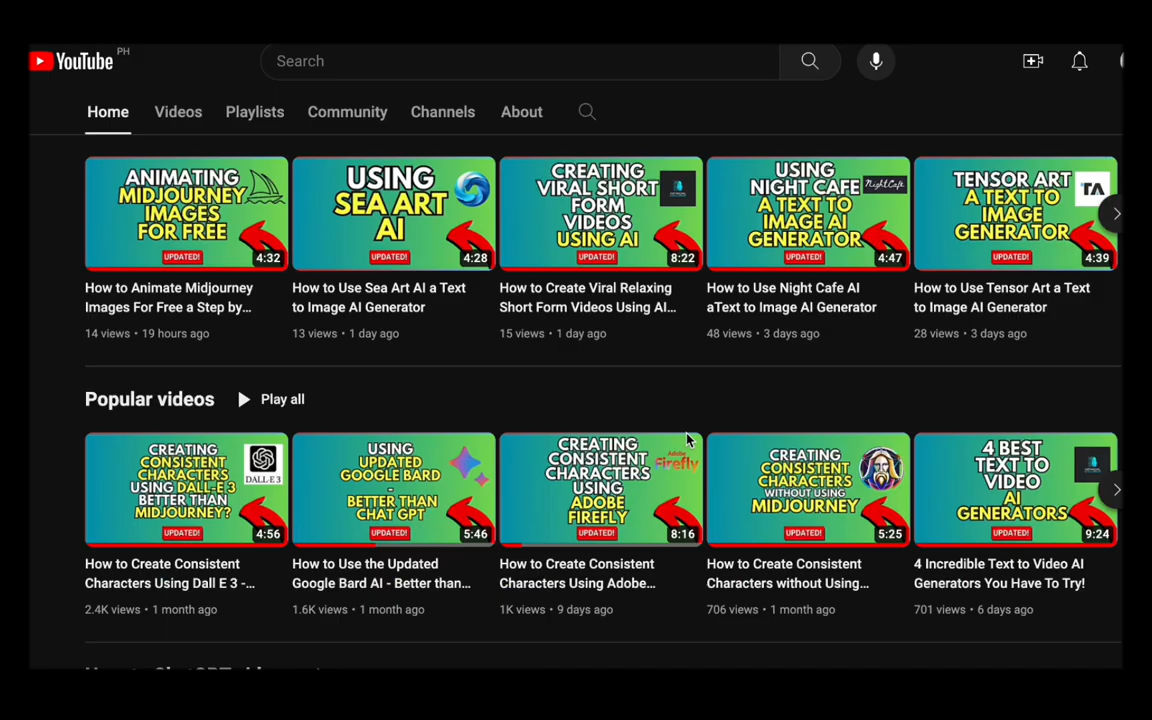 YouTube PH
Search
Home Videos Playlists Community Channels About
ANIMATING
MIDJOURNEY
IMAGES
FOR FREE
UPDATED!
4:32
USING
SEA ART
AI
UPDATED!
4:28
CREATING
VIRAL SHORT
FORM
VIDEOS
USING AI
UPDATED!
8:22
USING
NIGHT CAFE
A TEXT TO
IMAGE AI
GENERATOR
NightCafe
UPDATED!
4:47
TENSOR ART
A TEXT TO
IMAGE
GENERATOR
TA
UPDATED!
4:39
How to Animate Midjourney
Images For Free a Step by...
14 views • 19 hours ago
How to Use Sea Art AI a Text
to Image AI Generator
13 views • 1 day ago
How to Create Viral Relaxing
Short Form Videos Using AI...
15 views • 1 day ago
How to Use Night Cafe AI
aText to Image AI Generator
48 views • 3 days ago
How to Use Tensor Art a Text
to Image AI Generator
28 views • 3 days ago
Popular videos Play all
CREATING
CONSISTENT
CHARACTERS
USING DALL-E 3
BETTER THAN
MIDJOURNEY?
DALL·E 3
UPDATED!
4:56
USING
UPDATED
GOOGLE BARD
-
BETTER THAN
CHAT GPT
UPDATED!
5:46
CREATING
CONSISTENT
CHARACTERS
USING
ADOBE
FIREFLY
Adobe
Firefly
UPDATED!
8:16
CREATING
CONSISTENT
CHARACTERS
WITHOUT USING
MIDJOURNEY
UPDATED!
5:25
4 BEST
TEXT TO
VIDEO
AI
GENERATORS
UPDATED!
9:24
How to Create Consistent
Characters Using Dall E 3 -...
2.4K views • 1 month ago
How to Use the Updated
Google Bard AI - Better than...
1.6K views • 1 month ago
How to Create Consistent
Characters Using Adobe...
1K views • 9 days ago
How to Create Consistent
Characters without Using...
706 views • 1 month ago
4 Incredible Text to Video AI
Generators You Have To Try!
701 views • 6 days ago